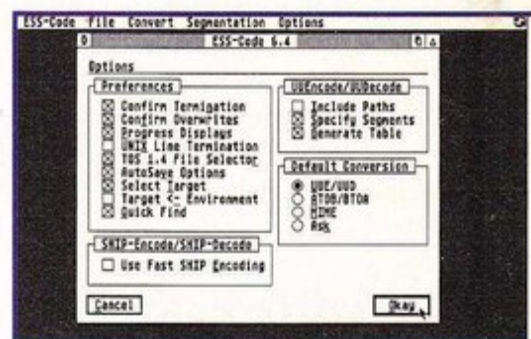 ESS-Code File Convert Segmentation Options
ESS-Code 6.4
Options
Preferences
Confirm Termination
Confirm Overwrites
Progress Displays
UNIX Line Termination
TOS 1.4 File Selector
AutoSave Options
Select Target
Target <- Environment
Quick Find
SHIP-Encode/SHIP-Decode
Use Fast SHIP Encoding
UUEncode/UUDecode
Include Paths
Specify Segments
Generate Table
Default Conversion
UUE/UUD
ATOB/BTOA
MIME
Ask
Cancel
Okay